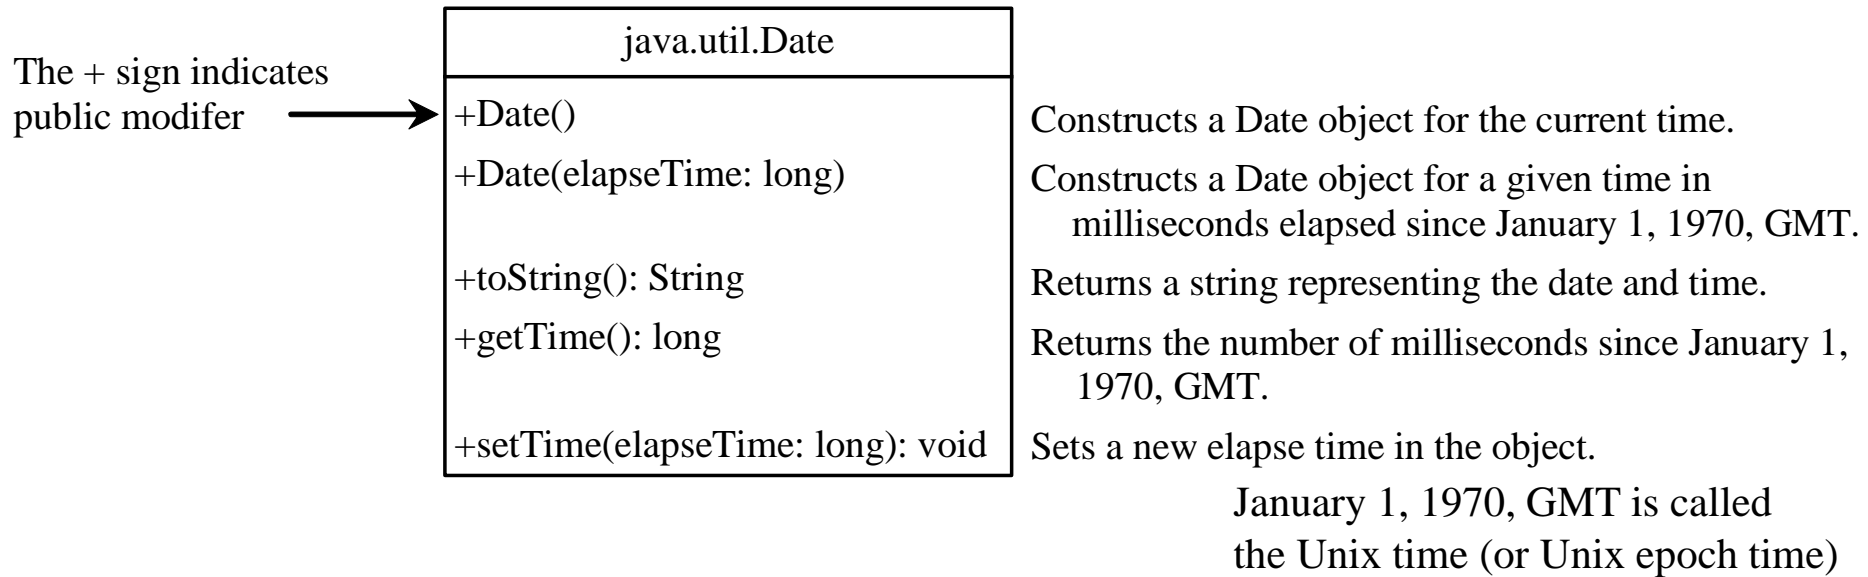 java.util.Date
The + sign indicates
public modifer
+Date()
Constructs a Date object for the current time.
+Date(elapseTime: long)
Constructs a Date object for a given time in
milliseconds elapsed since January 1, 1970, GMT.
+toString(): String
Returns a string representing the date and time.
+getTime(): long
Returns the number of milliseconds since January 1,
1970, GMT.
+setTime(elapseTime: long): void
Sets a new elapse time in the object.
January 1, 1970, GMT is called
the Unix time (or Unix epoch time)